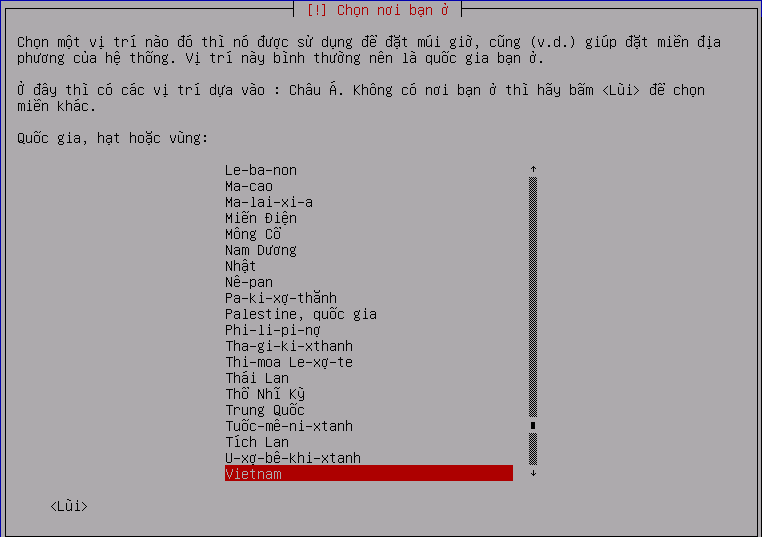 [!] Chọn nơi bạn ở
Chọn một vị trí nào đó thì nó được sử dụng để đặt múi giờ, cũng (v.d.) giúp đặt miền địa
phương của hệ thống. Vị trí này bình thường nên là quốc gia bạn ở.
Ở đây thì có các vị trí dựa vào : Châu Á. Không có nơi bạn ở thì hãy bấm <Lùi> để chọn
miền khác.
Quốc gia, hạt hoặc vùng:
Le-ba-non
Ma-cao
Ma-lai-xi-a
Miến Điện
Mông Cổ
Nam Dương
Nhật
Nê-pan
Pa-ki-xợ-thănh
Palestine, quốc gia
Phi-li-pi-nợ
Tha-gi-ki-xthanh
Thi-moa Le-xợ-te
Thái Lan
Thổ Nhĩ Kỳ
Trung Quốc
Tuốc-mê-ni-xtanh
Tích Lan
U-xợ-bê-khi-xtanh
Vietnam
<Lùi>